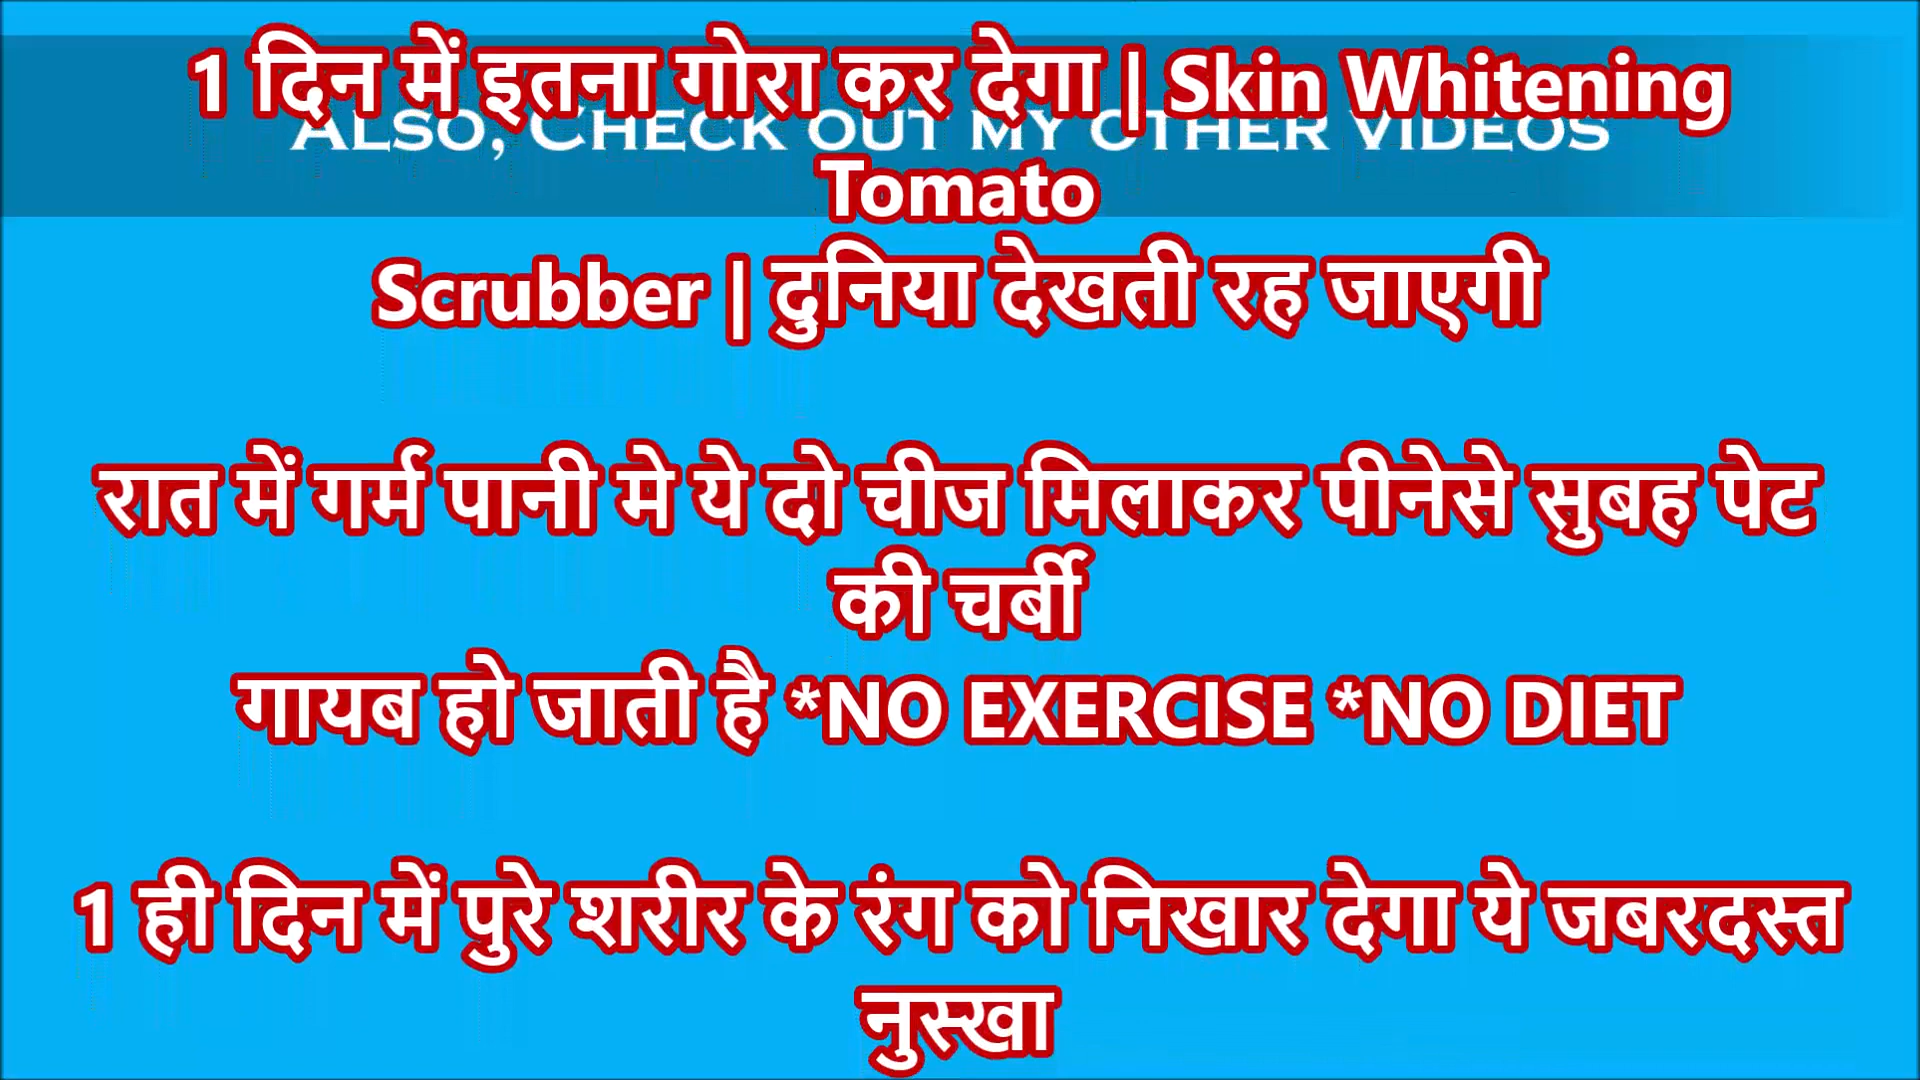 1 दिन में इतना गोरा कर देगा | Skin Whitening
ALSO, CHECK OUT MY OTHER VIDEOS
Tomato
Scrubber | दुनिया देखती रह जाएगी
रात में गर्म पानी मे ये दो चीज मिलाकर पीनेसे सुबह पेट
की चर्बी
गायब हो जाती है *NO EXERCISE *NO DIET
1 ही दिन में पुरे शरीर के रंग को निखार देगा ये जबरदस्त
नुस्खा